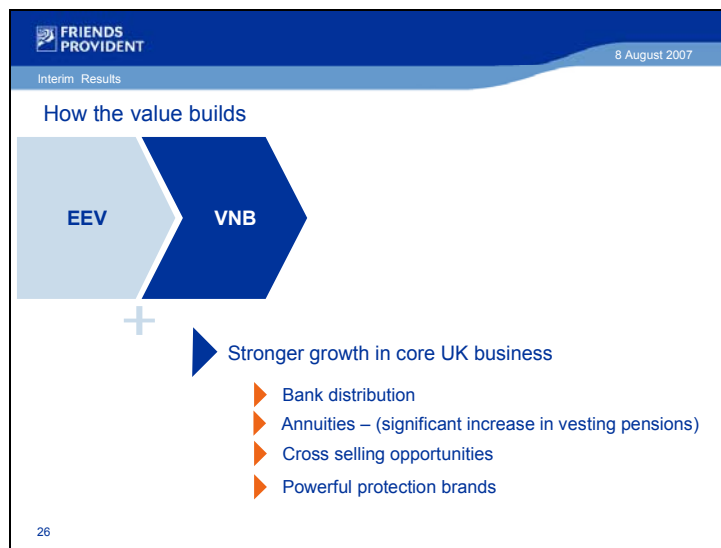 FRIENDS
PROVIDENT
8 August 2007
Interim Results
How the value builds
EEV
VNB
+
Stronger growth in core UK business
Bank distribution
Annuities – (significant increase in vesting pensions)
Cross selling opportunities
Powerful protection brands
26